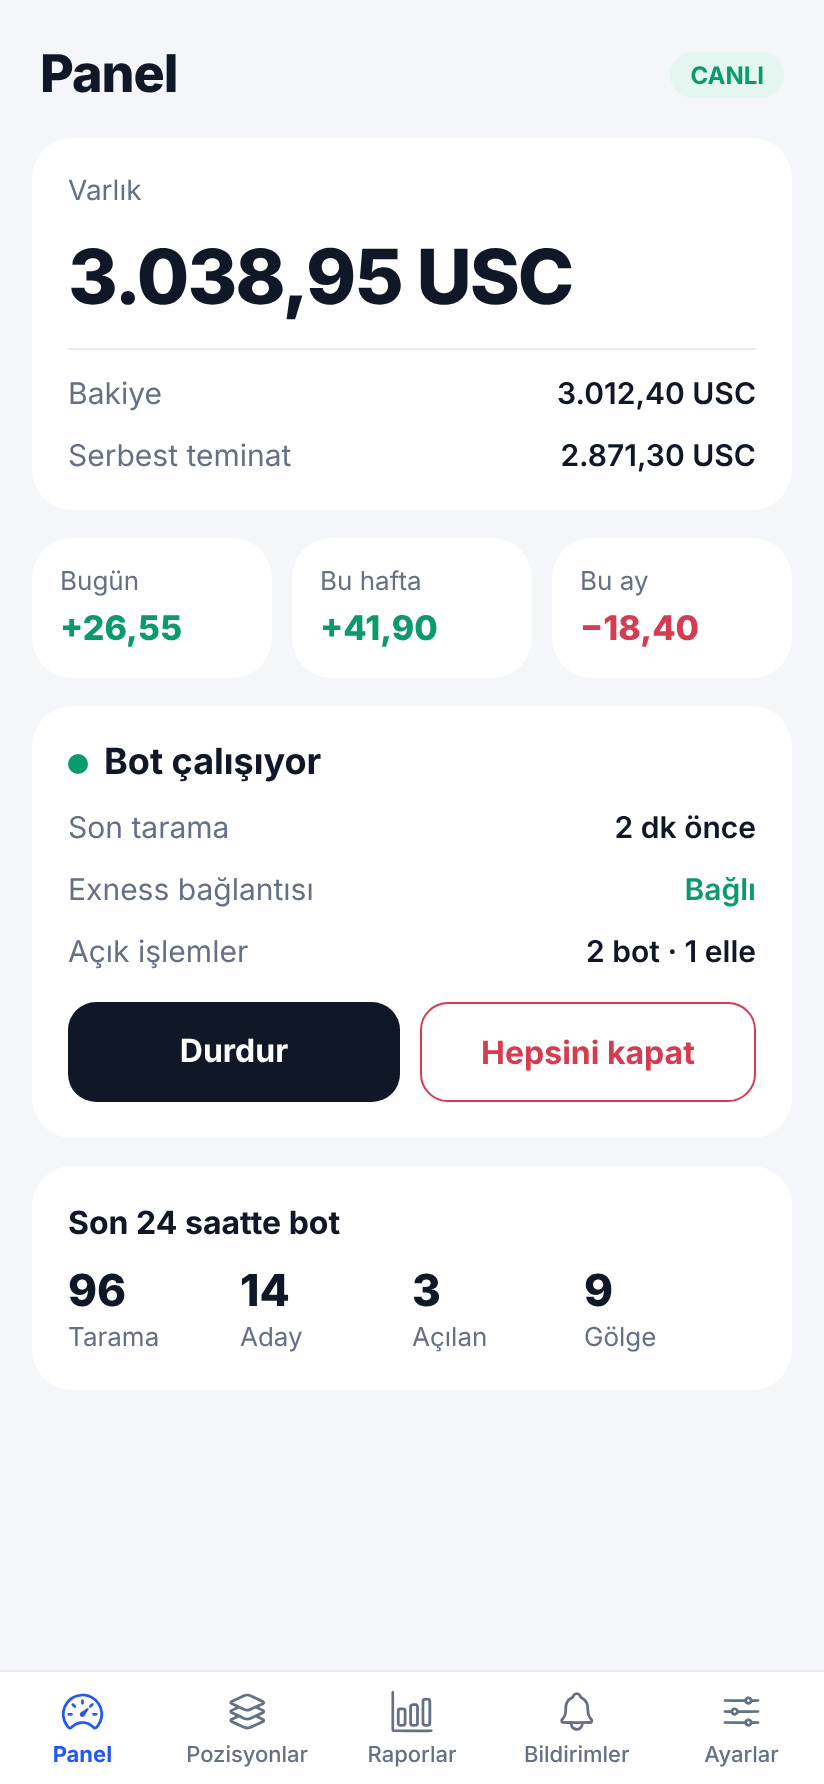 Panel
CANLI
Varlık
3.038,95 USC
Bakiye 3.012,40 USC
Serbest teminat 2.871,30 USC
Bugün Bu hafta Bu ay
+26,55 +41,90 −18,40
Bot çalışıyor
Son tarama 2 dk önce
Exness bağlantısı Bağlı
Açık işlemler 2 bot · 1 elle
Durdur Hepsini kapat
Son 24 saatte bot
96 14 3 9
Tarama Aday Açılan Gölge
Panel Pozisyonlar Raporlar Bildirimler Ayarlar